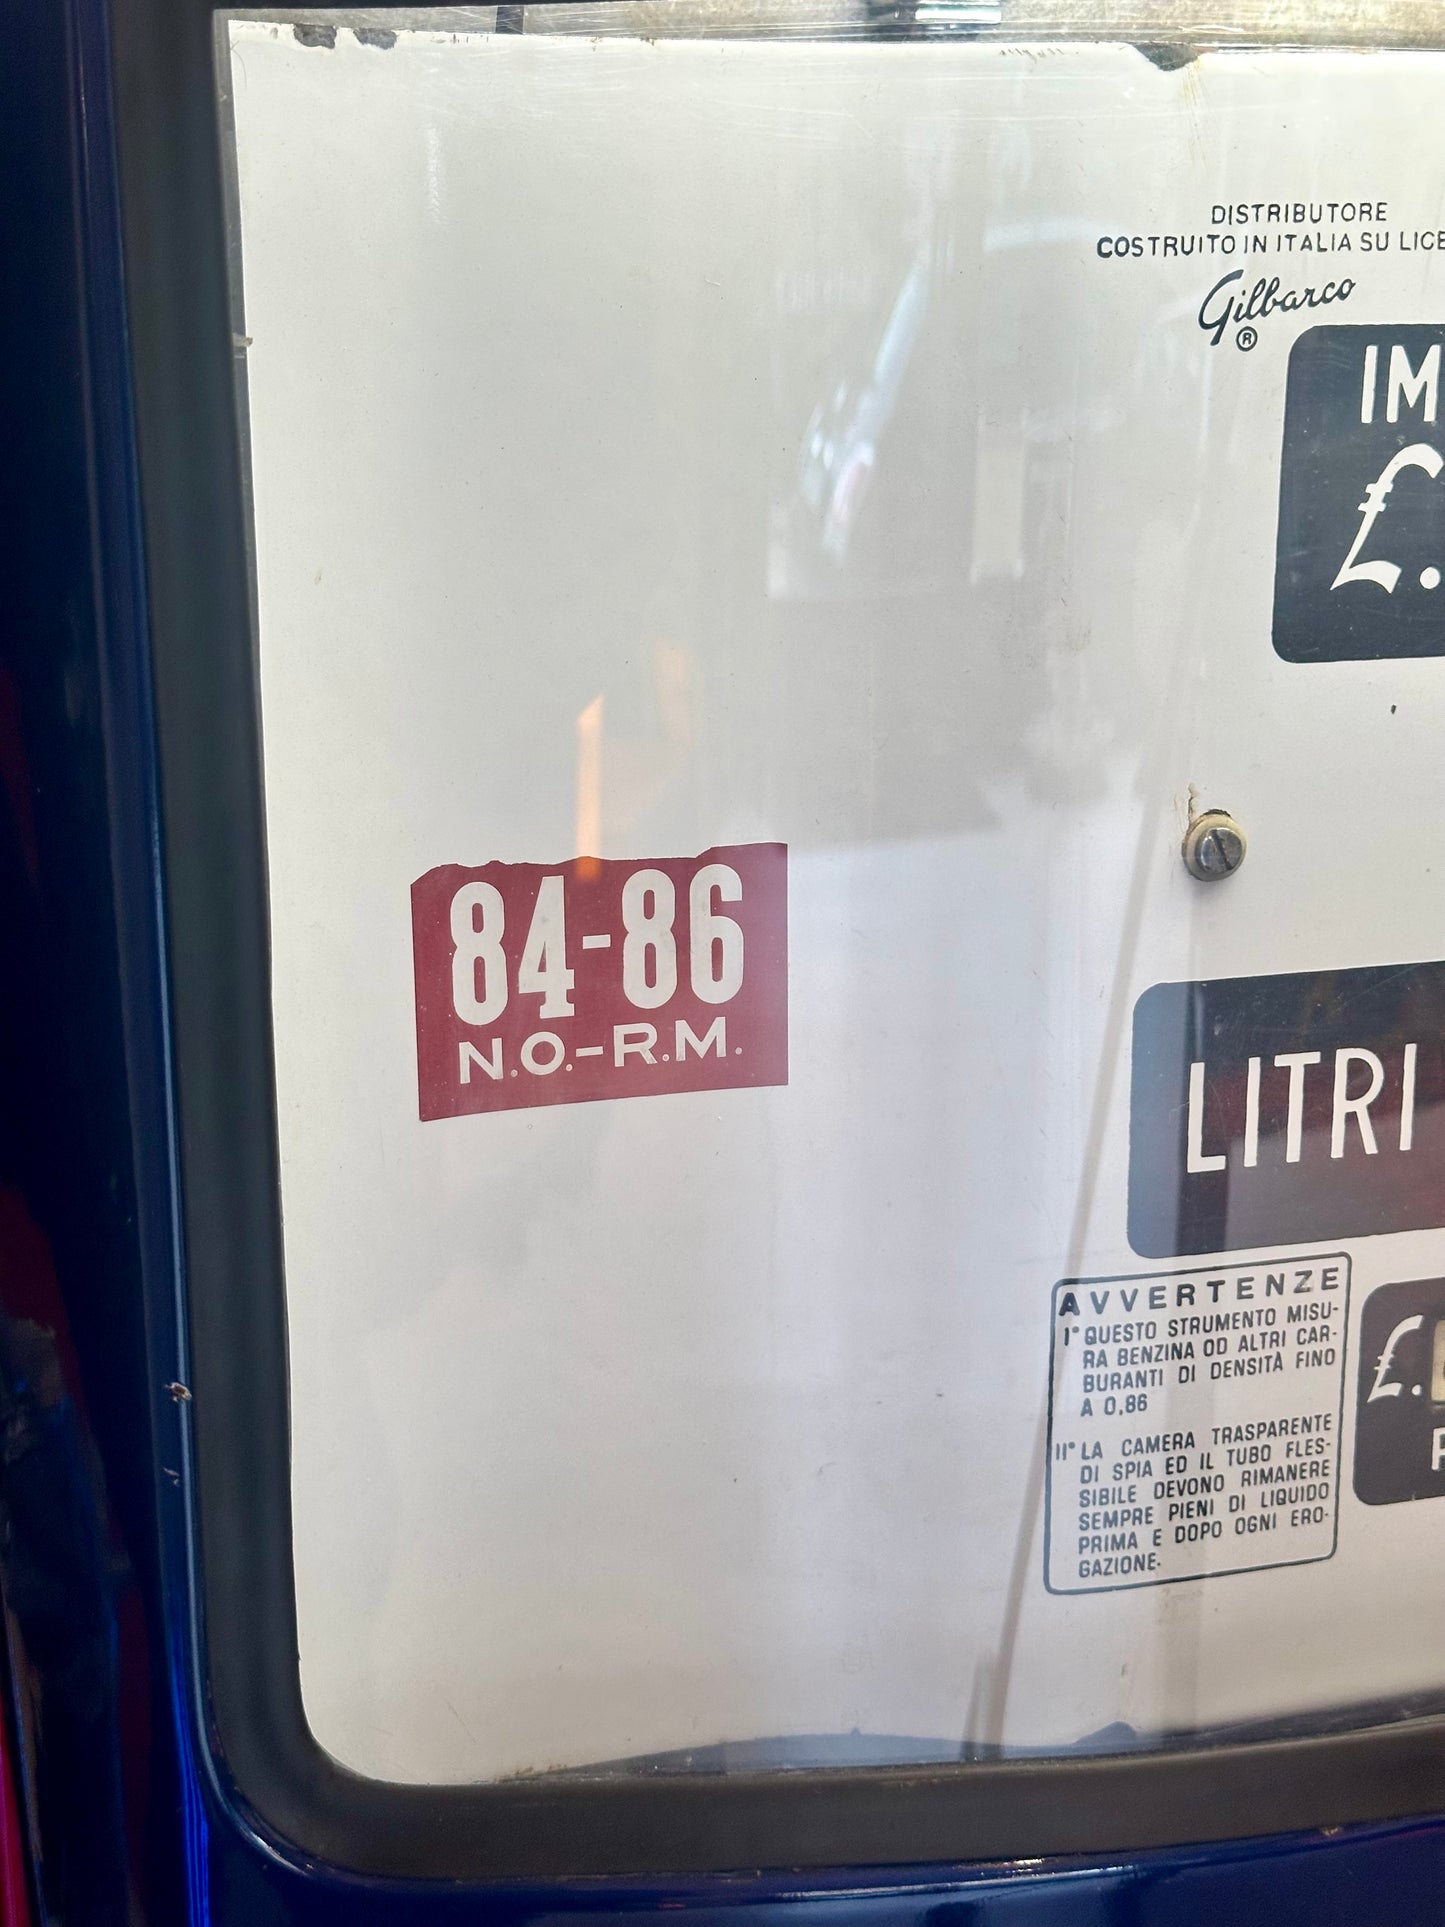 DISTRIBUTORE
COSTRUITO IN ITALIA SU LICE
Gilbarco
®
IM
£.
84-86
N.O.-R.M.
LITRI
AVVERTENZE
I° QUESTO STRUMENTO MISU-
RA BENZINA OD ALTRI CAR-
BURANTI DI DENSITÀ FINO
A 0,86
II° LA CAMERA TRASPARENTE
DI SPIA ED IL TUBO FLES-
SIBILE DEVONO RIMANERE
SEMPRE PIENI DI LIQUIDO
PRIMA E DOPO OGNI ERO-
GAZIONE.
£.